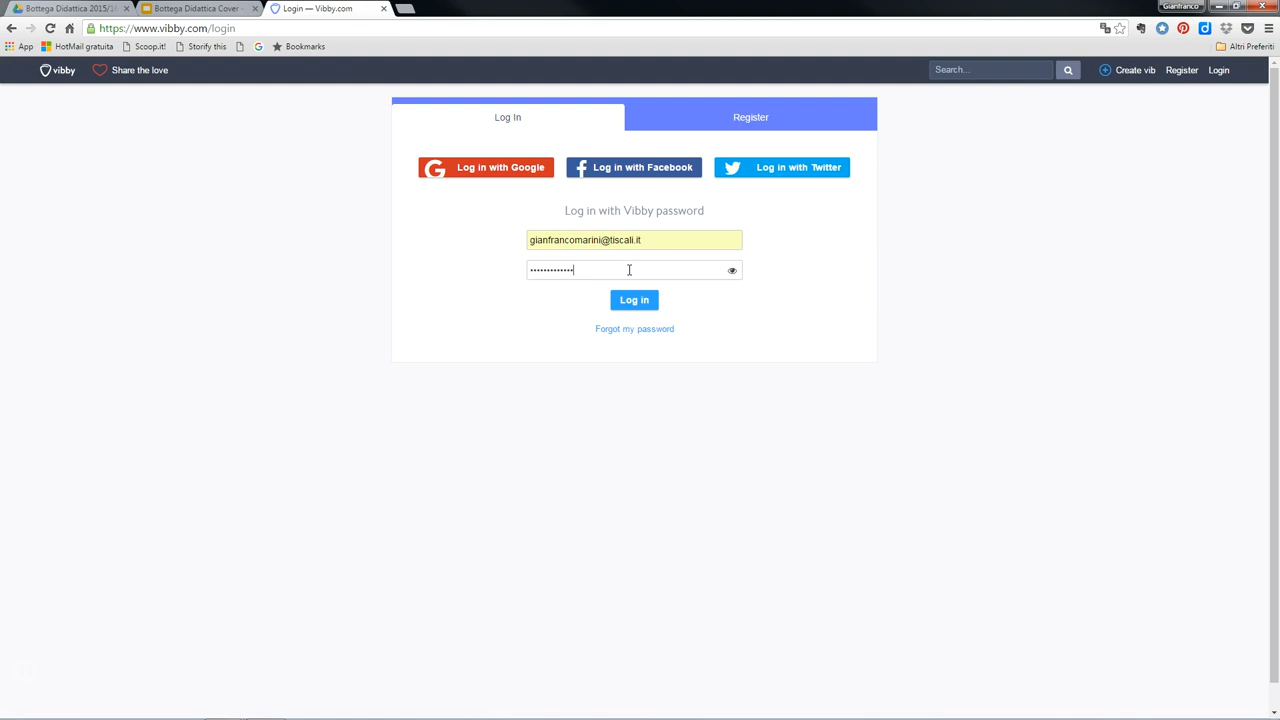 Bottega Didattica 2015/1
Bottega Didattica Cover -
Login — Vibby.com
Gianfranco
https://www.vibby.com/login
App
HotMail gratuita
Scoop.it!
Storify this
Bookmarks
Altri Preferiti
vibby
Share the love
Search...
Create vib
Register
Login
Log In
Register
Log in with Google
Log in with Facebook
Log in with Twitter
Log in with Vibby password
gianfrancomarini@tiscali.it
•••••••••••••
Log in
Forgot my password